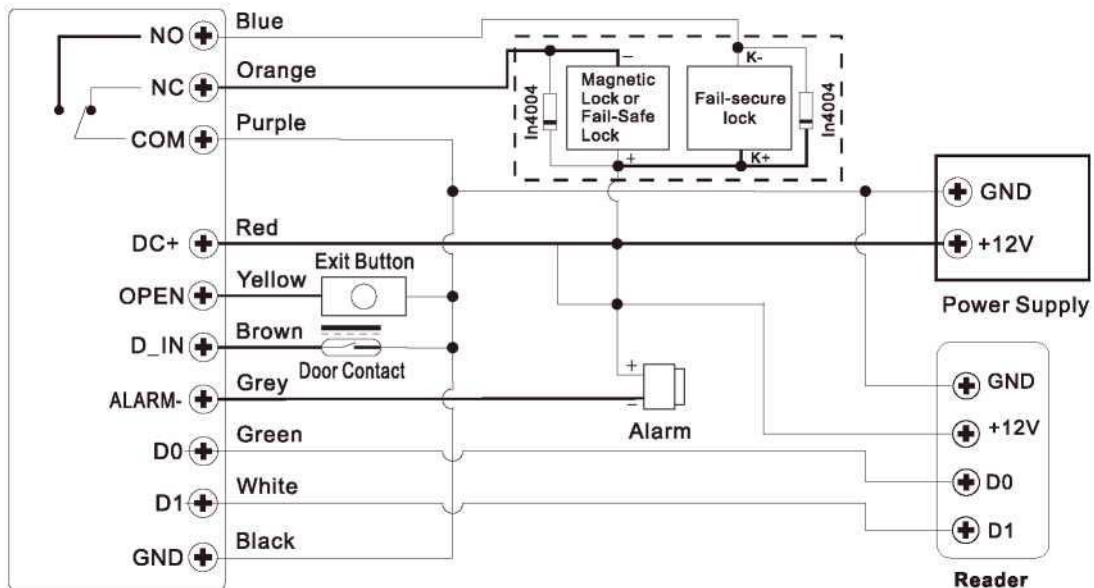 NO
Blue
NC
Orange
COM
Purple
DC+
Red
OPEN
Yellow
Exit Button
D_IN
Brown
Door Contact
ALARM-
Grey
D0
Green
D1
White
GND
Black
In4004
−
Magnetic
Lock or
Fail-Safe
Lock
+
K-
Fail-secure
lock
K+
In4004
GND
+12V
Power Supply
+
−
Alarm
GND
+12V
D0
D1
Reader